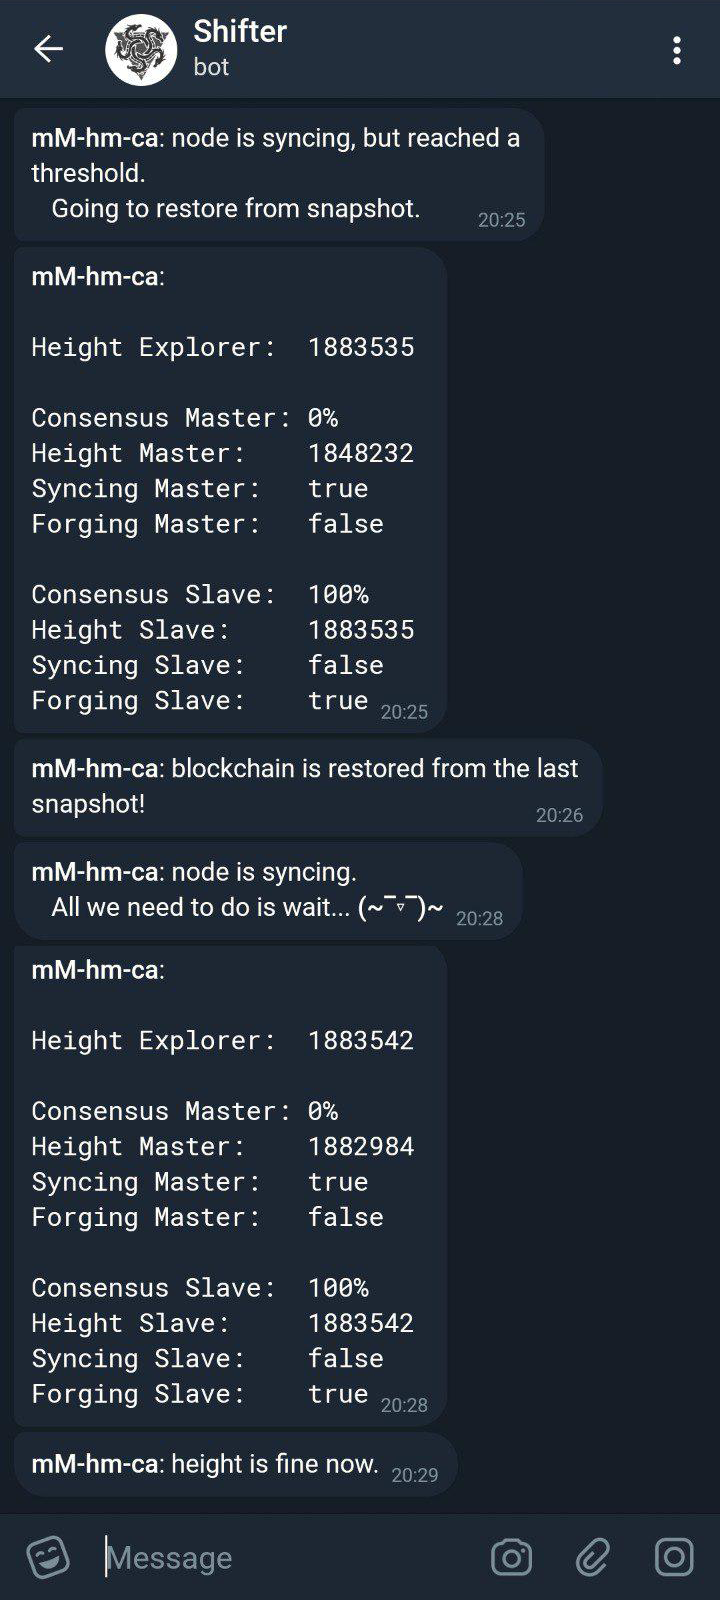 Shifter
bot
mM-hm-ca: node is syncing, but reached a
threshold.
Going to restore from snapshot. 20:25
mM-hm-ca:
Height Explorer: 1883535
Consensus Master: 0%
Height Master: 1848232
Syncing Master: true
Forging Master: false
Consensus Slave: 100%
Height Slave: 1883535
Syncing Slave: false
Forging Slave: true 20:25
mM-hm-ca: blockchain is restored from the last
snapshot! 20:26
mM-hm-ca: node is syncing.
All we need to do is wait... (~‾▿‾)~ 20:28
mM-hm-ca:
Height Explorer: 1883542
Consensus Master: 0%
Height Master: 1882984
Syncing Master: true
Forging Master: false
Consensus Slave: 100%
Height Slave: 1883542
Syncing Slave: false
Forging Slave: true 20:28
mM-hm-ca: height is fine now. 20:29
Message